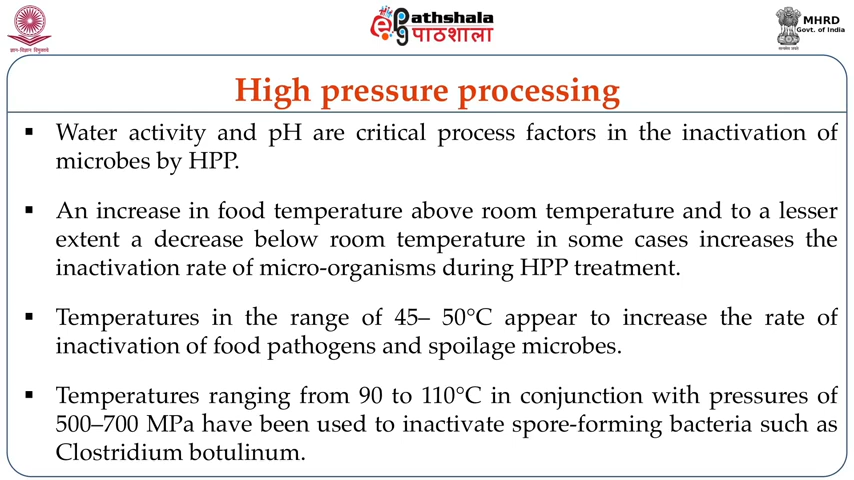 ePathshala
पाठशाला
MHRD
Govt. of India
ज्ञान-विज्ञान विमुक्तये
सत्यमेव जयते
High pressure processing
▪ Water activity and pH are critical process factors in the inactivation of
microbes by HPP.
▪ An increase in food temperature above room temperature and to a lesser
extent a decrease below room temperature in some cases increases the
inactivation rate of micro-organisms during HPP treatment.
▪ Temperatures in the range of 45– 50°C appear to increase the rate of
inactivation of food pathogens and spoilage microbes.
▪ Temperatures ranging from 90 to 110°C in conjunction with pressures of
500–700 MPa have been used to inactivate spore-forming bacteria such as
Clostridium botulinum.